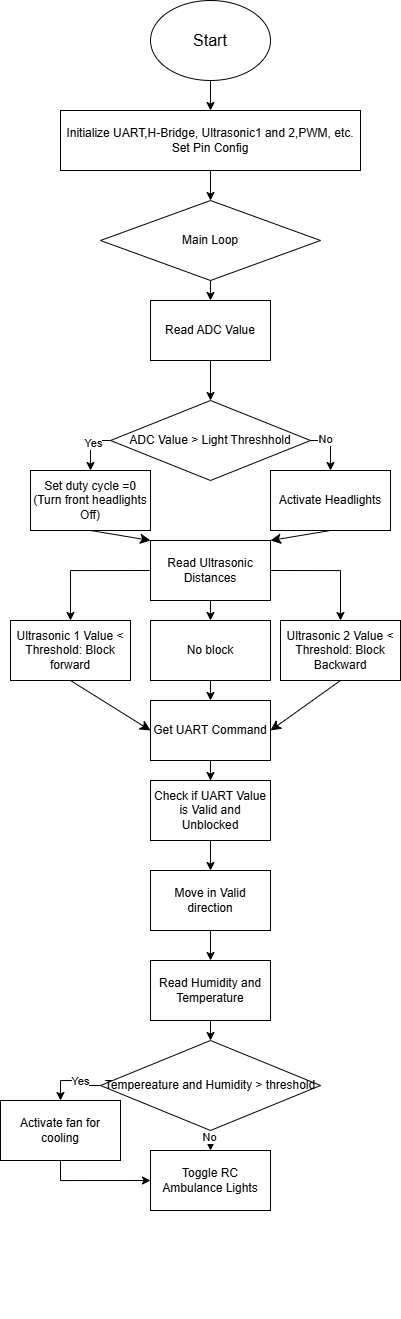 Start
Initialize UART,H-Bridge, Ultrasonic1 and 2,PWM, etc.
Set Pin Config
Main Loop
Read ADC Value
ADC Value > Light Threshhold
Yes
No
Set duty cycle =0
(Turn front headlights
Off)
Activate Headlights
Read Ultrasonic
Distances
Ultrasonic 1 Value <
Threshold: Block
forward
No block
Ultrasonic 2 Value <
Threshold: Block
Backward
Get UART Command
Check if UART Value
is Valid and
Unblocked
Move in Valid
direction
Read Humidity and
Temperature
Tempereature and Humidity > threshold
Yes
Activate fan for
cooling
No
Toggle RC
Ambulance Lights